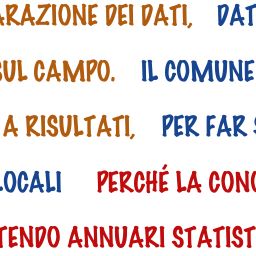 ARAZIONE DEI DATI, DAT
SUL CAMPO. IL COMUNE
A RISULTATI, PER FAR S
LOCALI PERCHÉ LA CONO
TENDO ANNUARI STATIST